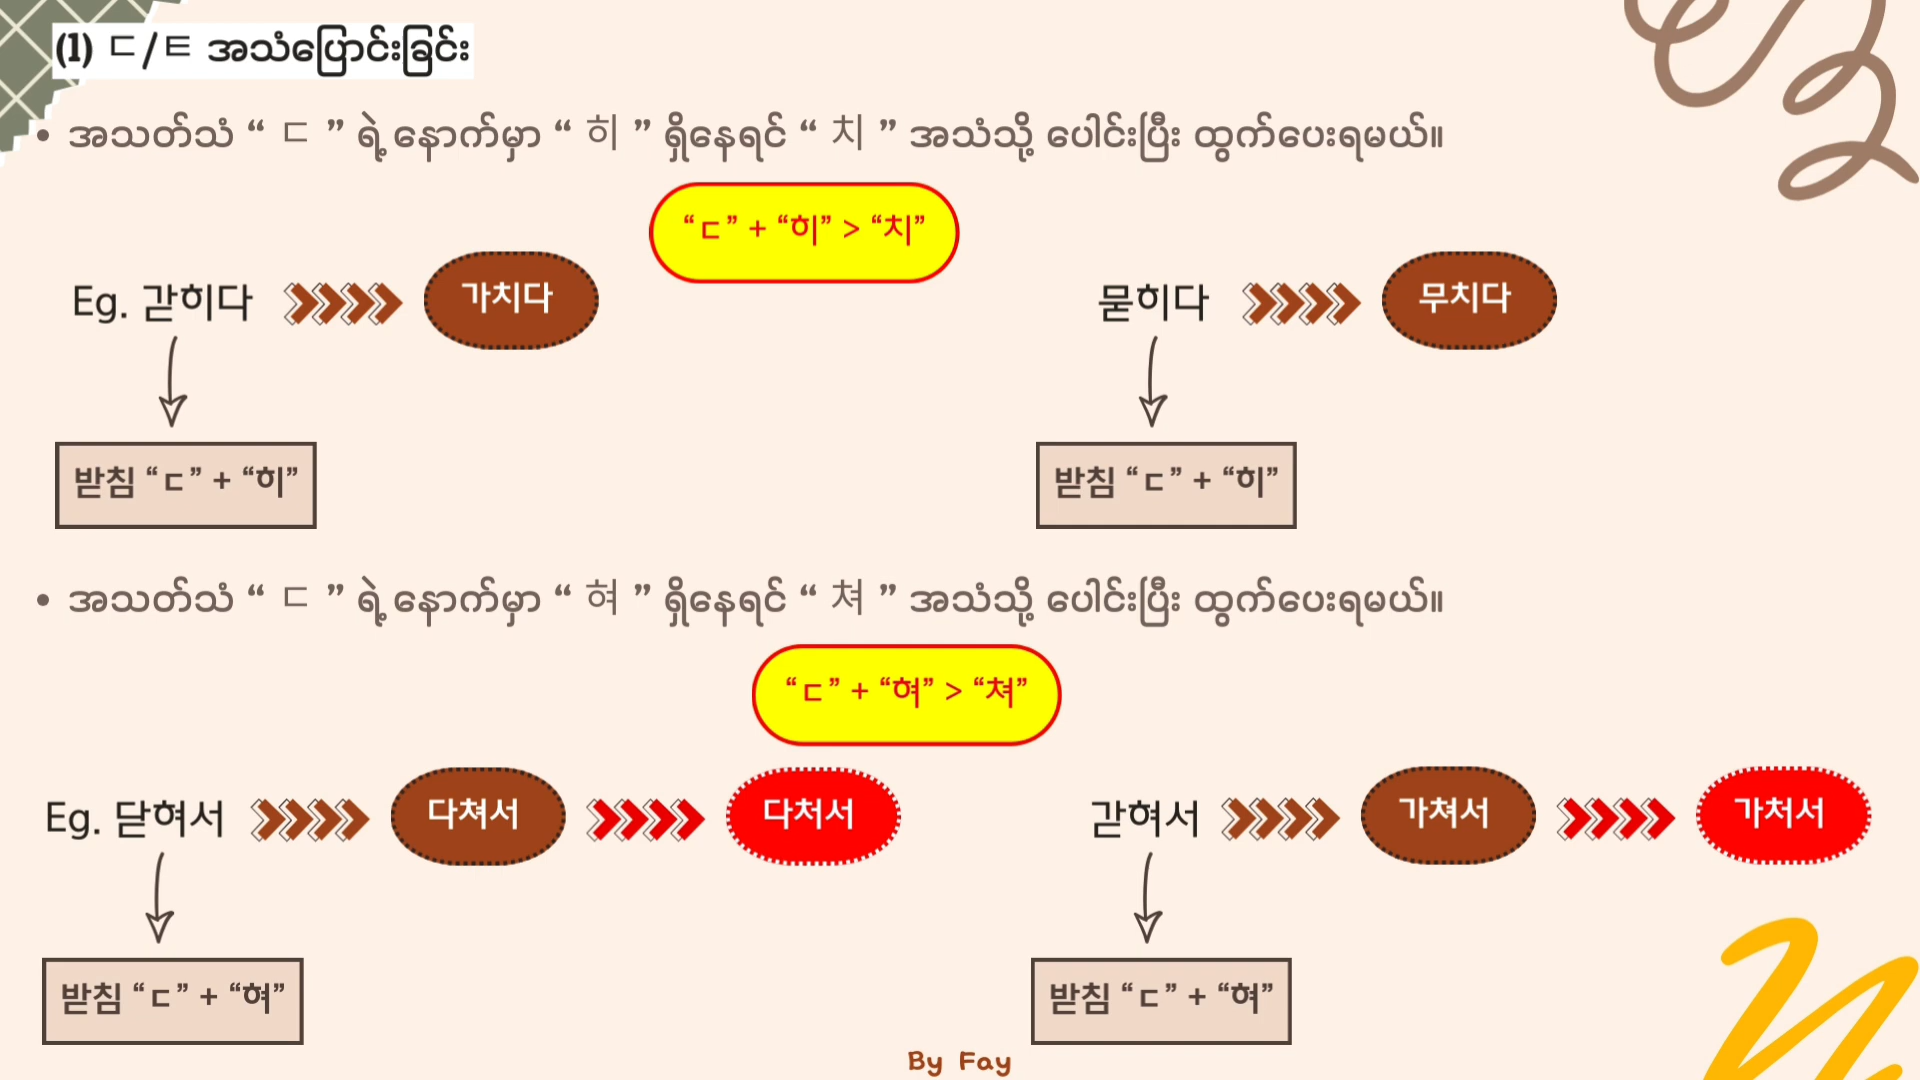 (1) ㄷ/ㅌ အသံပြောင်းခြင်း
• အသတ်သံ “ ㄷ ” ရဲ့ နောက်မှာ “ 히 ” ရှိနေရင် “ 치 ” အသံသို့ ပေါင်းပြီး ထွက်ပေးရမယ်။
“ㄷ” + “히” > “치”
Eg. 갇히다 가치다 묻히다 무치다
받침 “ㄷ” + “히” 받침 “ㄷ” + “히”
• အသတ်သံ “ ㄷ ” ရဲ့ နောက်မှာ “ 혀 ” ရှိနေရင် “ 쳐 ” အသံသို့ ပေါင်းပြီး ထွက်ပေးရမယ်။
“ㄷ” + “혀” > “쳐”
Eg. 닫혀서 다쳐서 다처서 갇혀서 가쳐서 가처서
받침 “ㄷ” + “혀” 받침 “ㄷ” + “혀”
By Fay